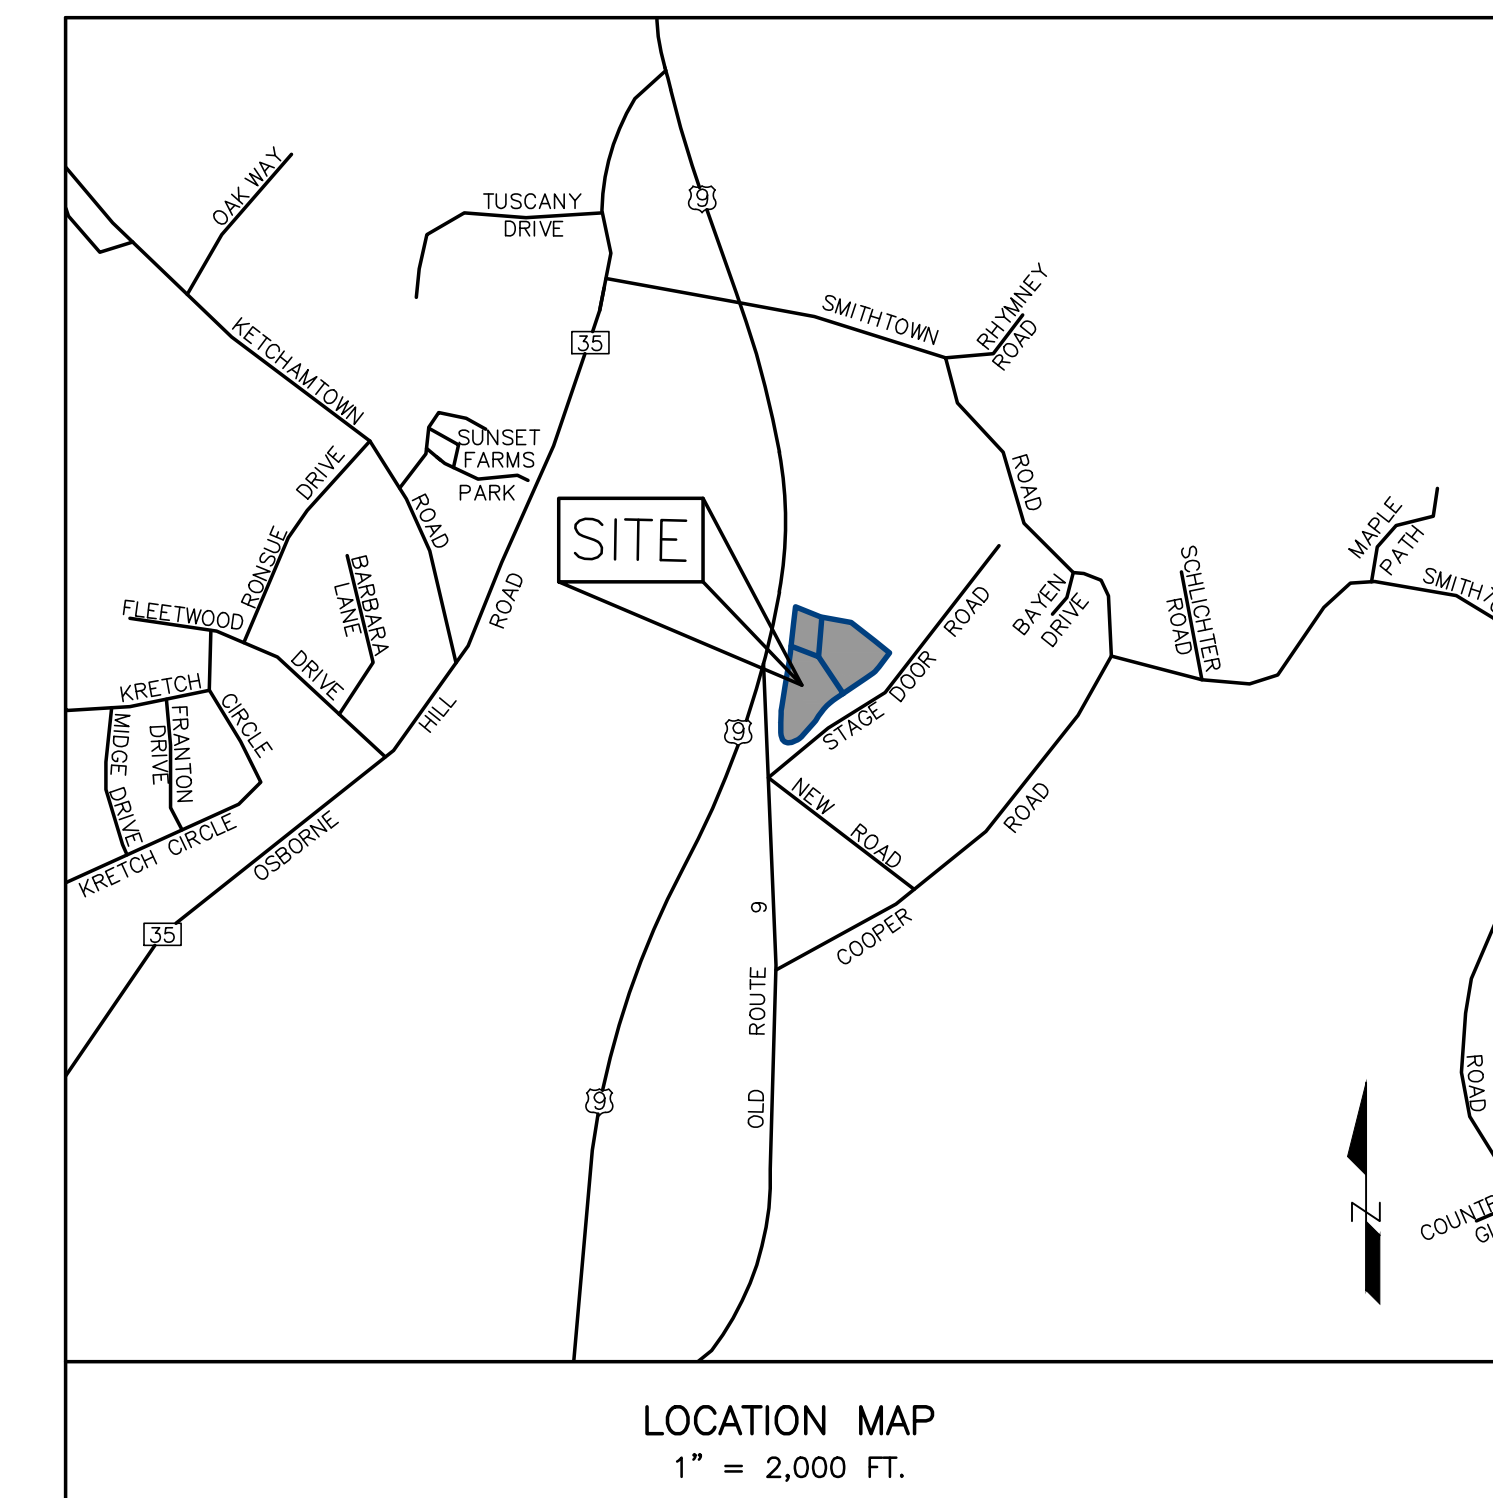 OAK WAY
TUSCANY
DRIVE
9
SMITHTOWN
RHYMNEY
ROAD
KETCHAMTOWN
35
SUNSET
FARMS
PARK
DRIVE
ROAD
ROAD
SITE
MAPLE
PATH
RONSUE
BARBARA
LANE
ROAD
BAYEN
DRIVE
SCHLICHTER
ROAD
FLEETWOOD
ROAD
DRIVE
KRETCH
CIRCLE
HILL
STAGE DOOR
9
MIDGE DRIVE
FRANTON
DRIVE
NEW ROAD
ROAD
KRETCH CIRCLE
OSBORNE
35
COOPER
OLD ROUTE 9
9
ROAD
N
LOCATION MAP
1” = 2,000 FT.